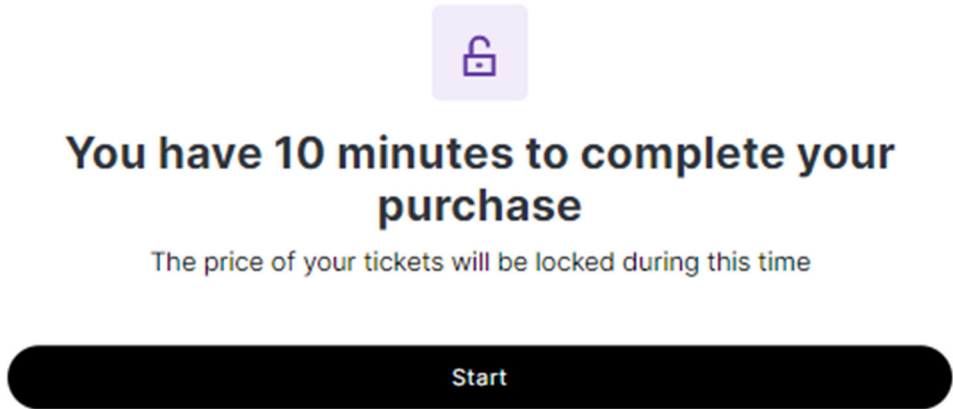 You have 10 minutes to complete your
purchase
The price of your tickets will be locked during this time
Start